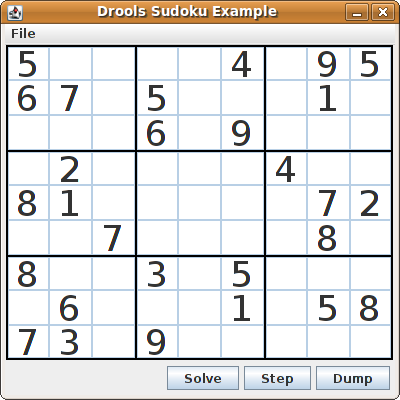 Drools Sudoku Example
File
5 4 9 5
6 7 5 1
6 9
2 4
8 1 7 2
7 8
8 3 5
6 1 5 8
7 3 9
Solve Step Dump